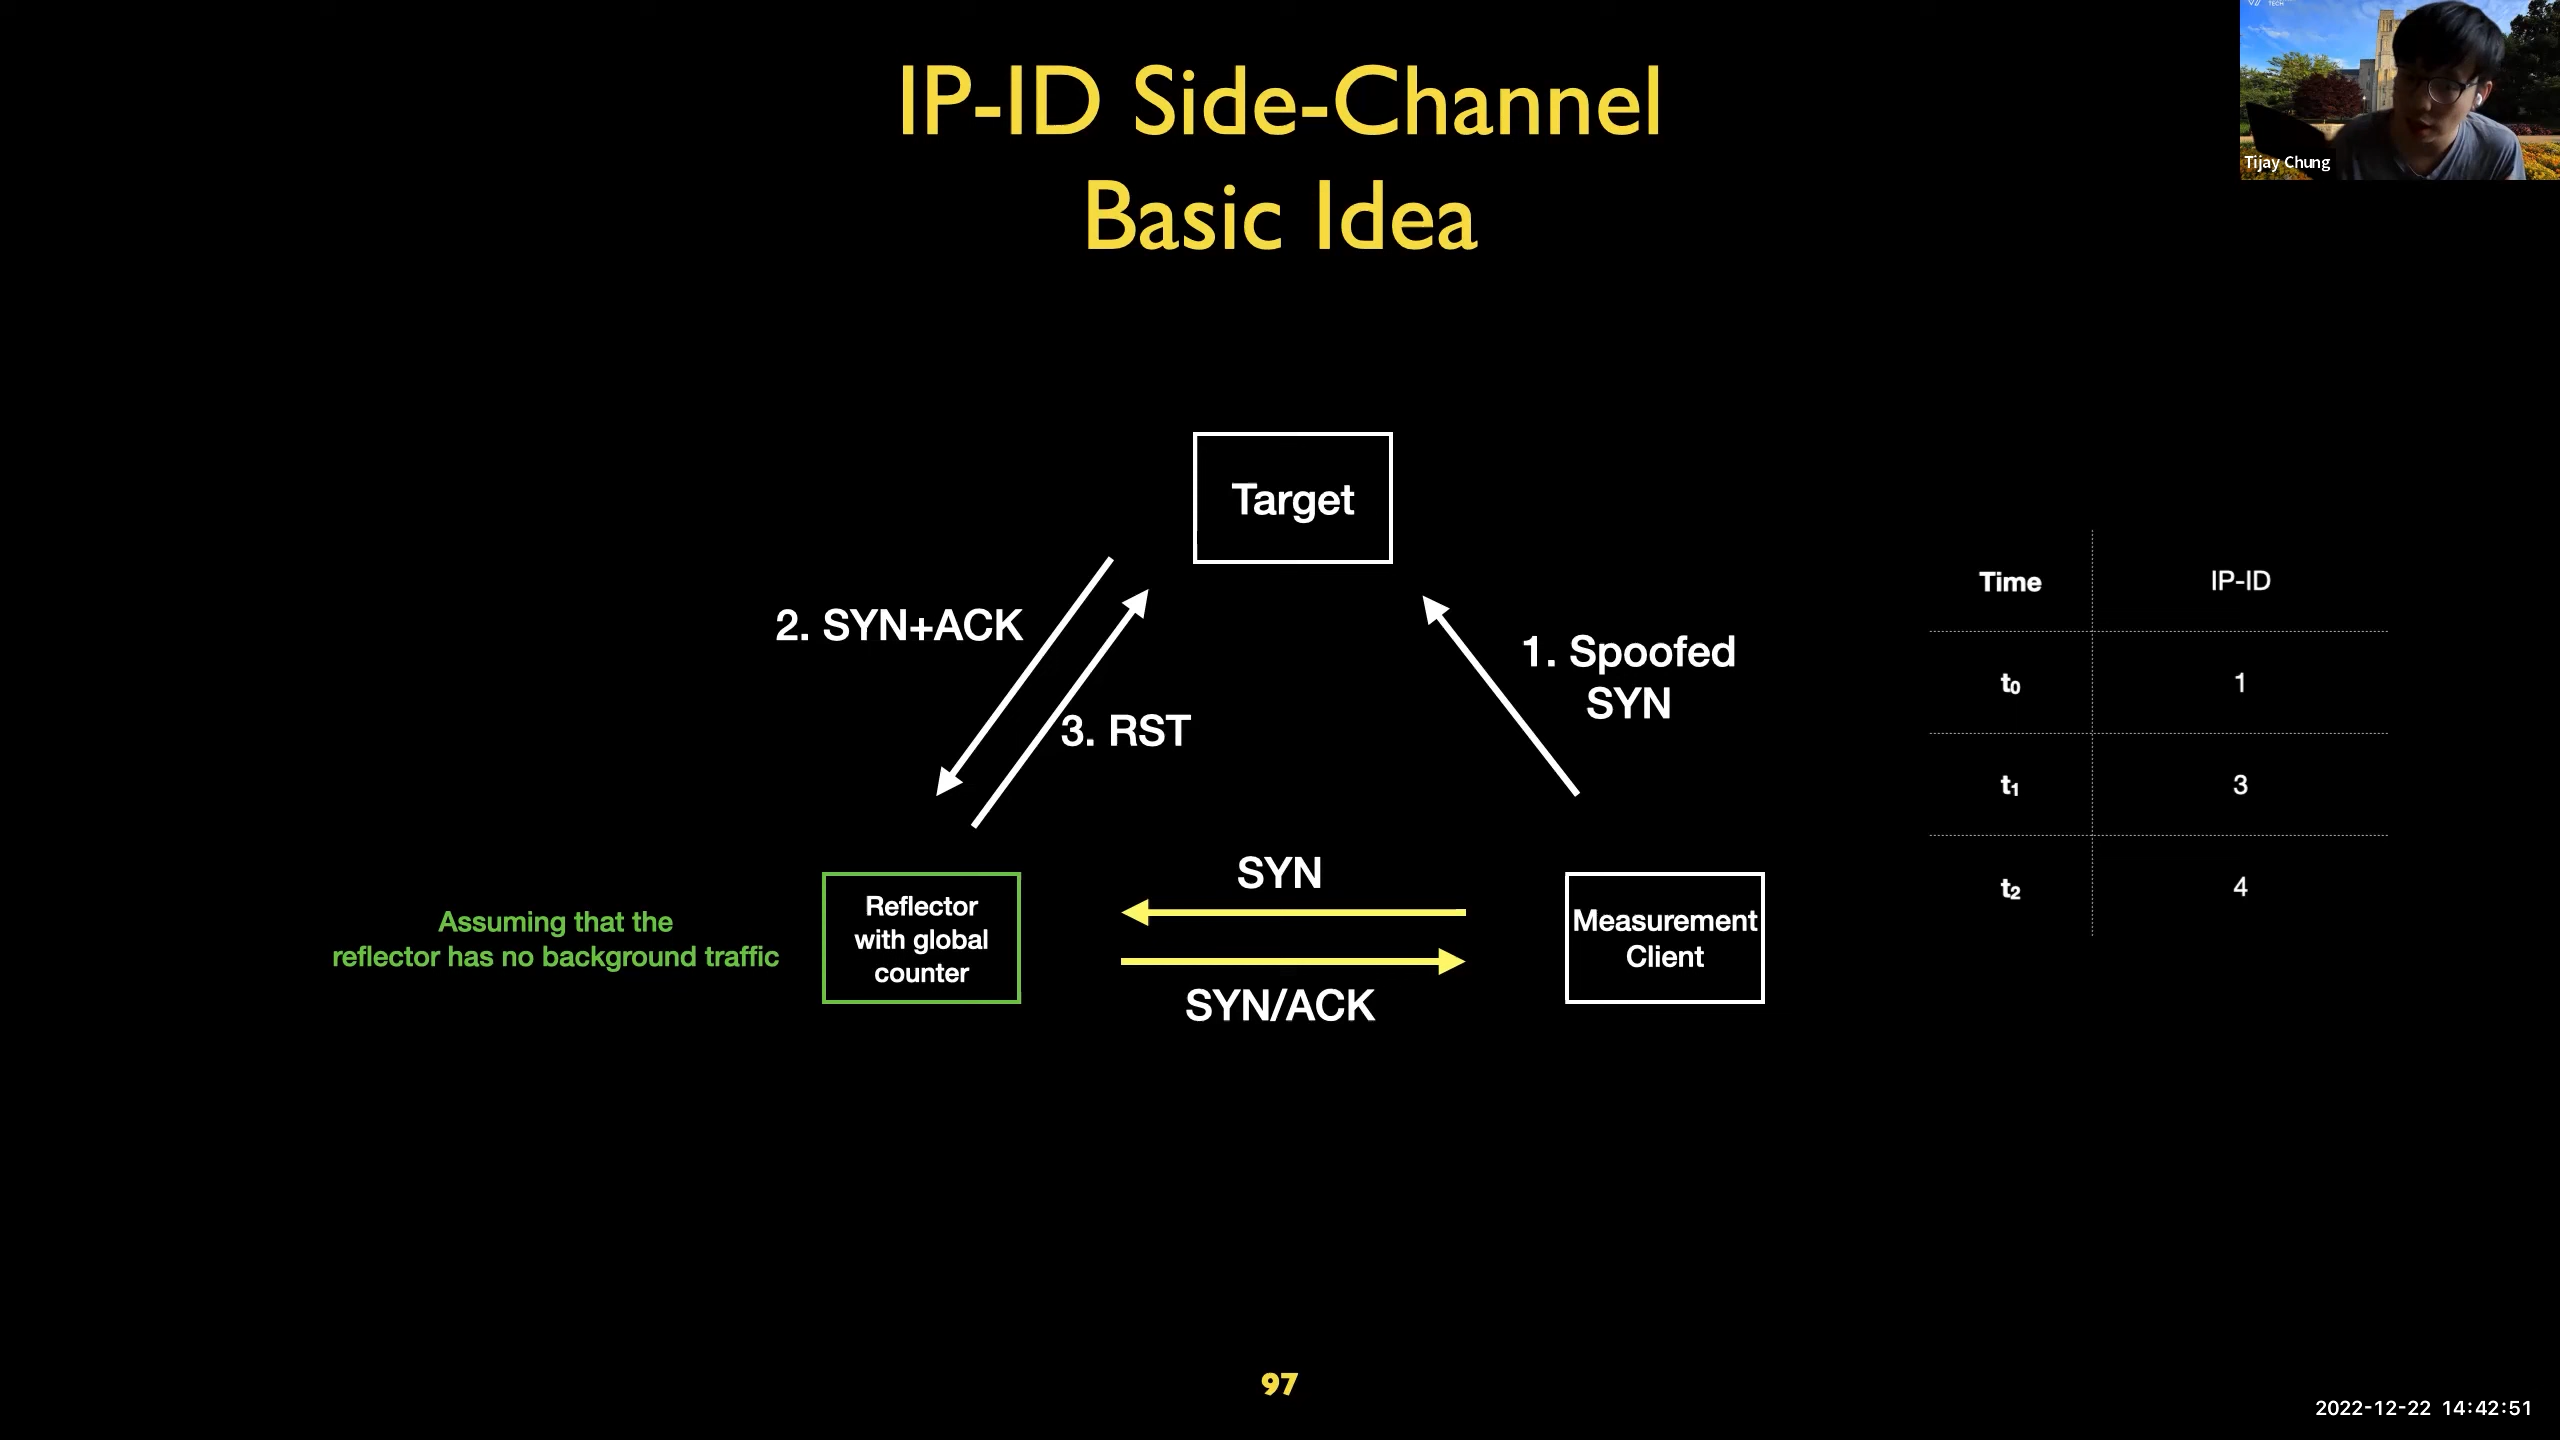 IP-ID Side-Channel
Basic Idea
TECH
Tijay Chung
Target
2. SYN+ACK
3. RST
1. Spoofed
SYN
Time IP-ID
t₀ 1
t₁ 3
t₂ 4
SYN
SYN/ACK
Assuming that the
reflector has no background traffic
Reflector
with global
counter
Measurement
Client
97
2022-12-22 14:42:51